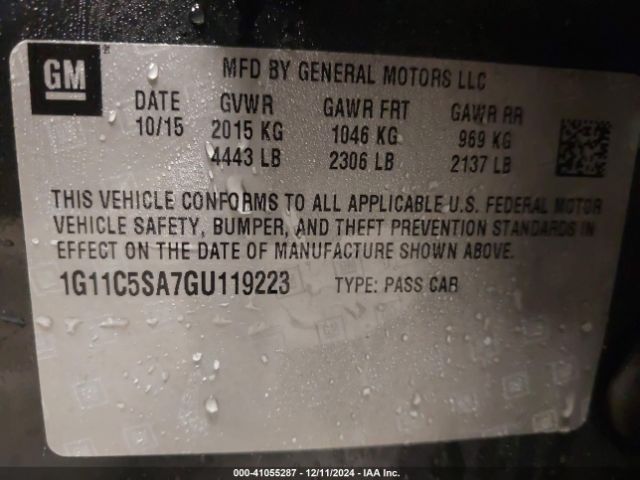 GM
MFD BY GENERAL MOTORS LLC
DATE GVWR GAWR FRT GAWR RR
10/15 2015 KG 1046 KG 969 KG
4443 LB 2306 LB 2137 LB
THIS VEHICLE CONFORMS TO ALL APPLICABLE U.S. FEDERAL MOTOR
VEHICLE SAFETY, BUMPER, AND THEFT PREVENTION STANDARDS IN
EFFECT ON THE DATE OF MANUFACTURE SHOWN ABOVE.
1G11C5SA7GU119223 TYPE: PASS CAR
000-41055287 - 12/11/2024 - IAA Inc.